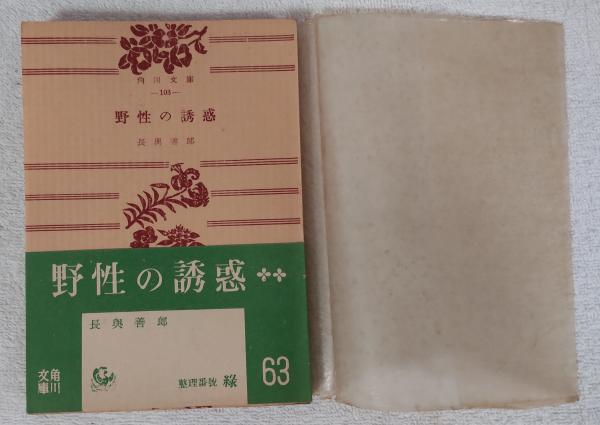 角川文庫
—103—
野性の誘惑
長與善郎
野性の誘惑
長與善郎
角川文庫
整理番號 綠
63